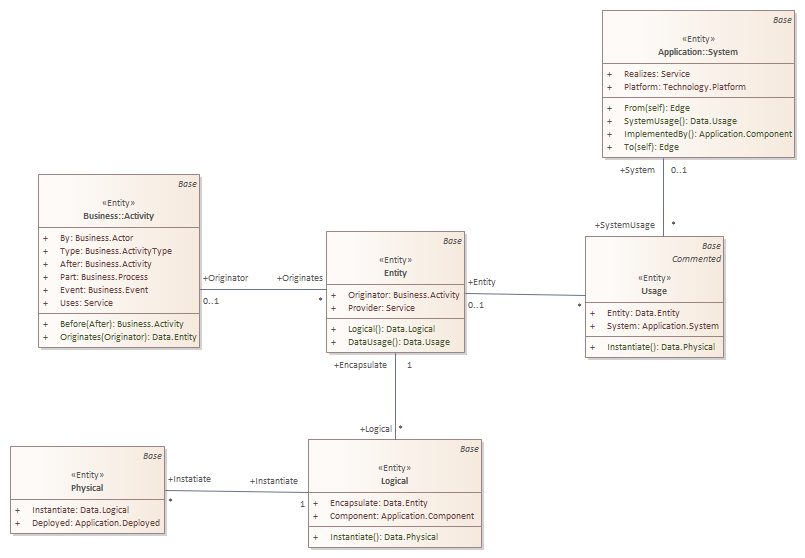 Base
«Entity»
Application::System
+ Realizes: Service
+ Platform: Technology.Platform
+ From(self): Edge
+ SystemUsage(): Data.Usage
+ ImplementedBy(): Application.Component
+ To(self): Edge
+System 0..1
+SystemUsage *
Base
«Entity»
Business::Activity
+ By: Business.Actor
+ Type: Business.ActivityType
+ After: Business.Activity
+ Part: Business.Process
+ Event: Business.Event
+ Uses: Service
+ Before(After): Business.Activity
+ Originates(Originator): Data.Entity
+Originator +Originates
0..1 *
Base
«Entity»
Entity
+ Originator: Business.Activity
+ Provider: Service
+ Logical(): Data.Logical
+ DataUsage(): Data.Usage
+Entity
0..1 *
Base
Commented
«Entity»
Usage
+ Entity: Data.Entity
+ System: Application.System
+ Instantiate(): Data.Physical
+Encapsulate 1
+Logical *
Base
«Entity»
Physical
+ Instantiate: Data.Logical
+ Deployed: Application.Deployed
+Instatiate +Instantiate
* 1
Base
«Entity»
Logical
+ Encapsulate: Data.Entity
+ Component: Application.Component
+ Instantiate(): Data.Physical